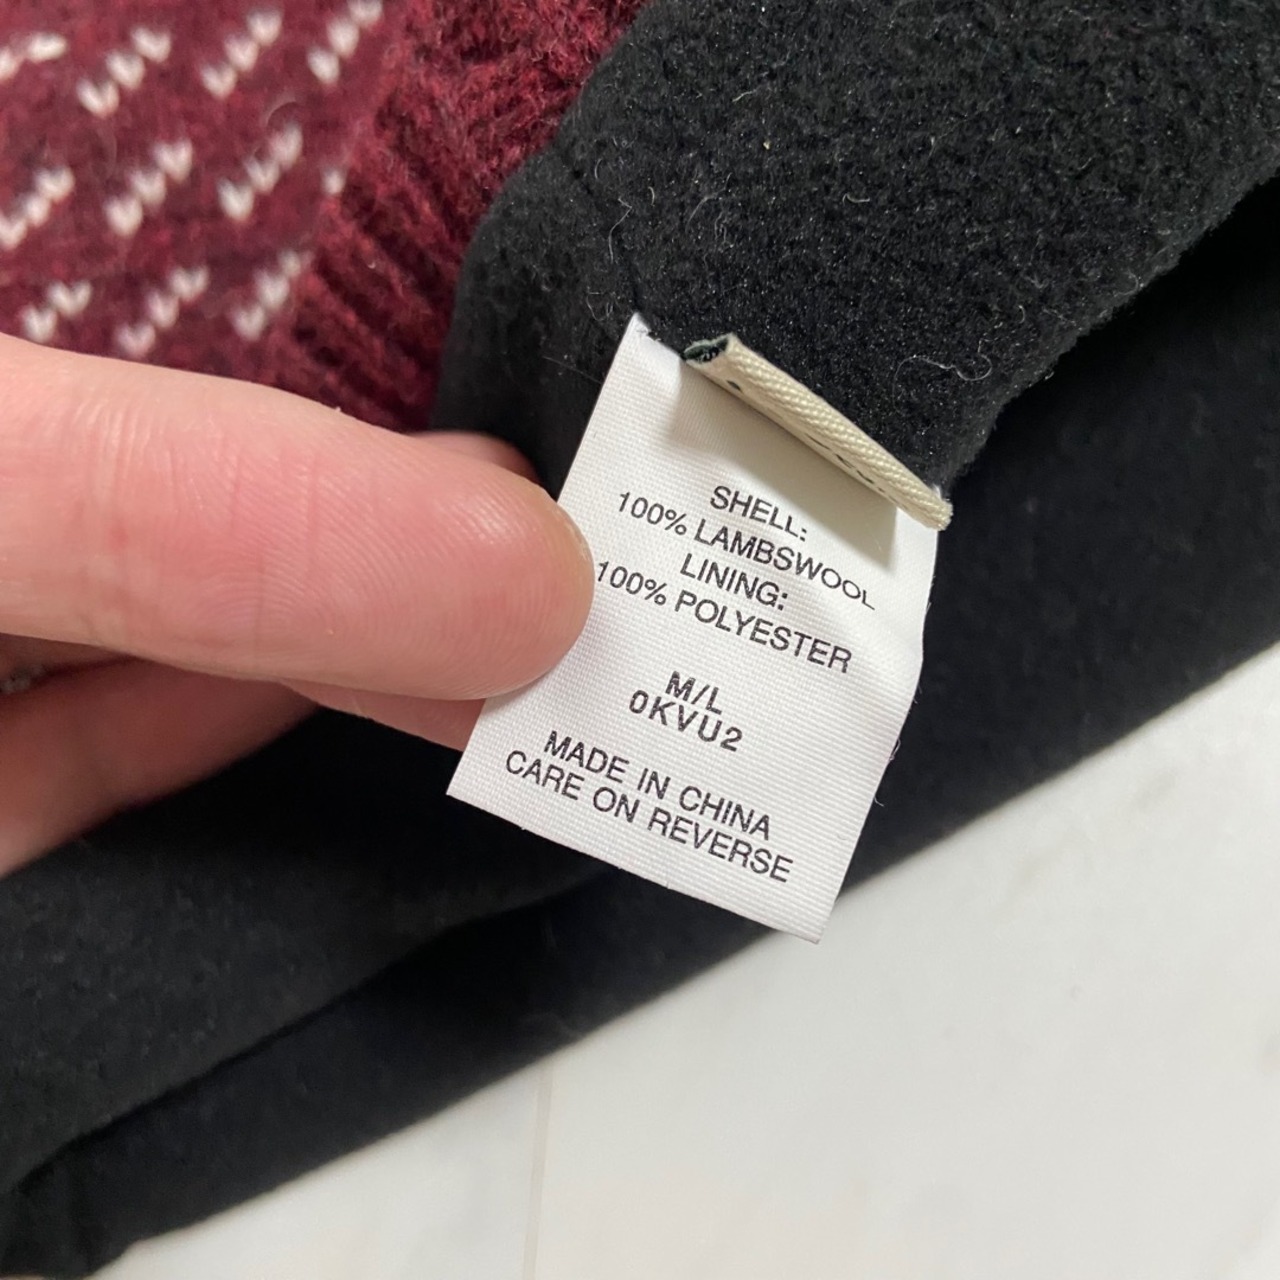 SHELL:
100% LAMBSWOOL
LINING:
100% POLYESTER
M/L
0KVU2
MADE IN CHINA
CARE ON REVERSE